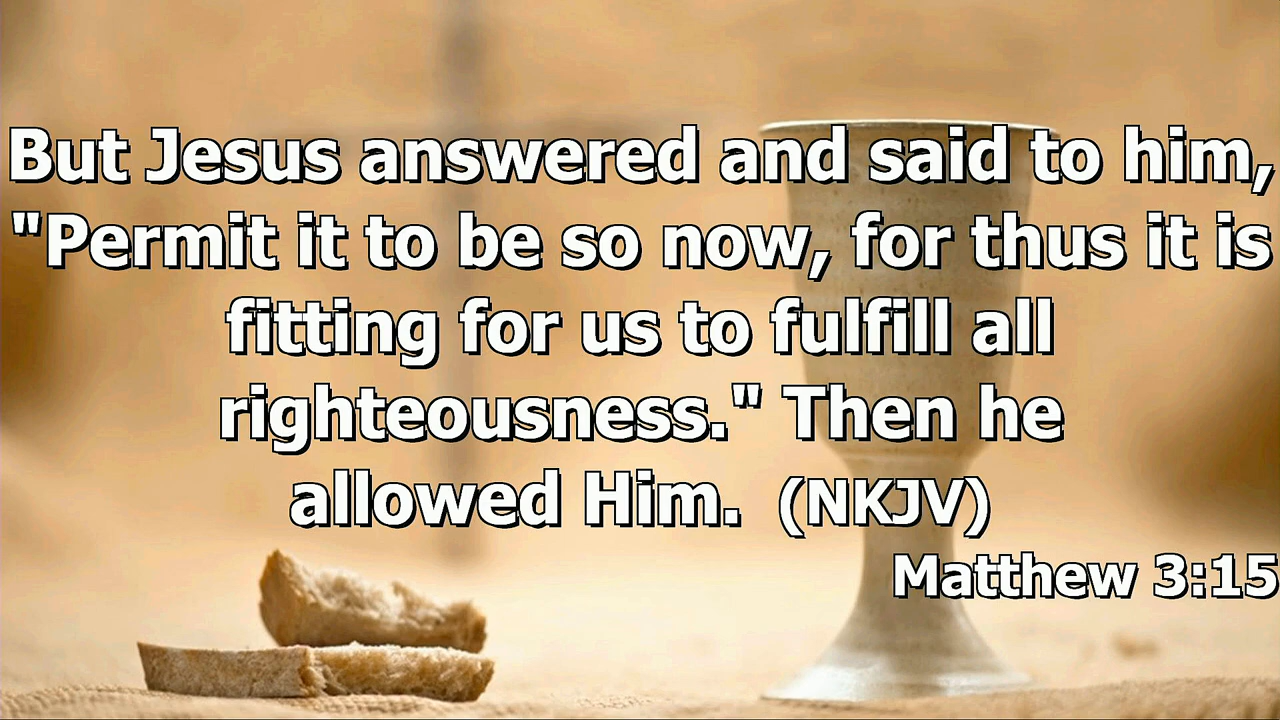 But Jesus answered and said to him,
"Permit it to be so now, for thus it is
fitting for us to fulfill all
righteousness." Then he
allowed Him. (NKJV)
Matthew 3:15